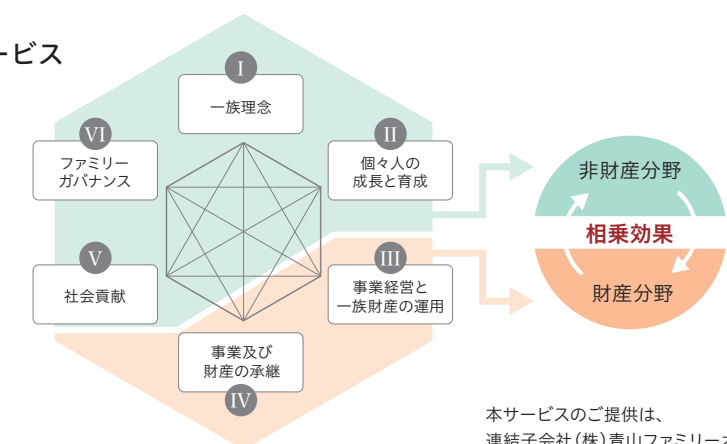 ービス
I
一族理念
II
個々人の
成長と育成
III
事業経営と
一族財産の運用
IV
事業及び
財産の承継
V
社会貢献
VI
ファミリー
ガバナンス
非財産分野
相乗効果
財産分野
本サービスのご提供は、
連結子会社(株)青山ファミリーオ